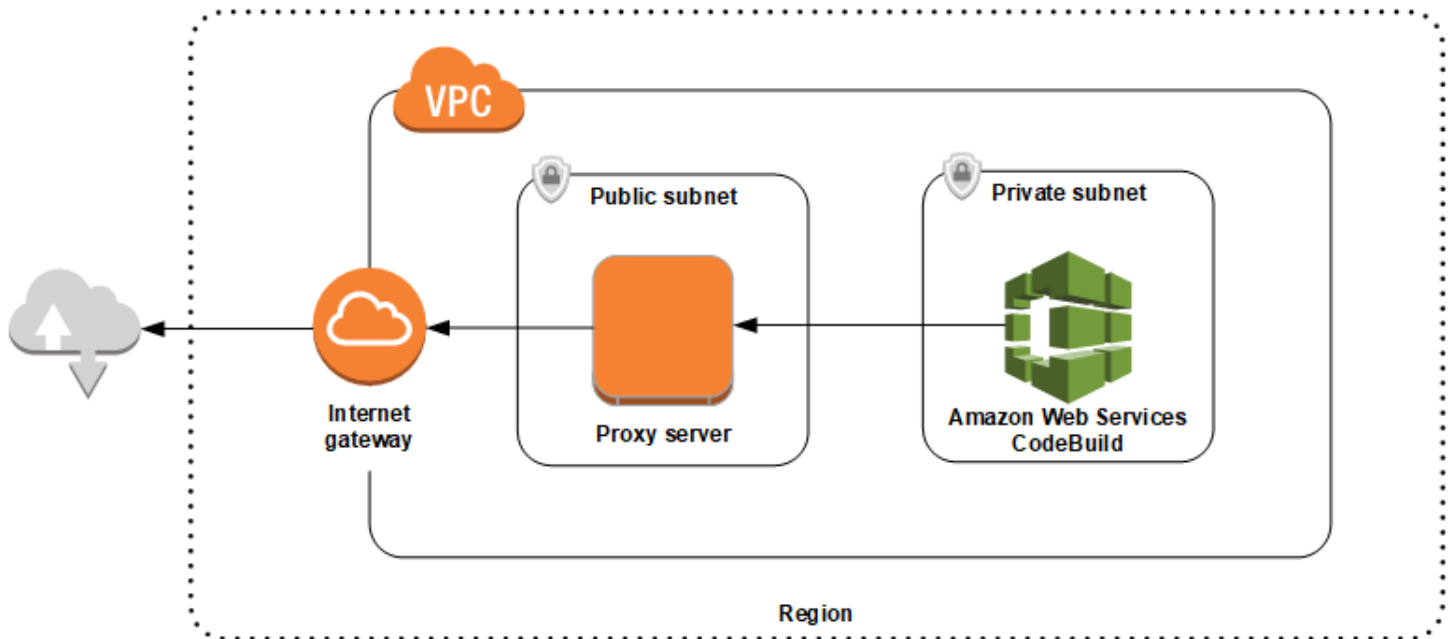 VPC
Public subnet
Private subnet
Internet
gateway
Proxy server
Amazon Web Services
CodeBuild
Region